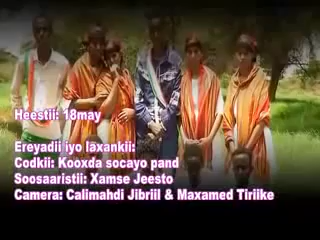 Heestii: 18may
Ereyadii iyo laxankii:
Codkii: Kooxda socayo pand
Soosaaristii: Xamse Jeesto
Camera: Calimahdi Jibriil & Maxamed Tiriike